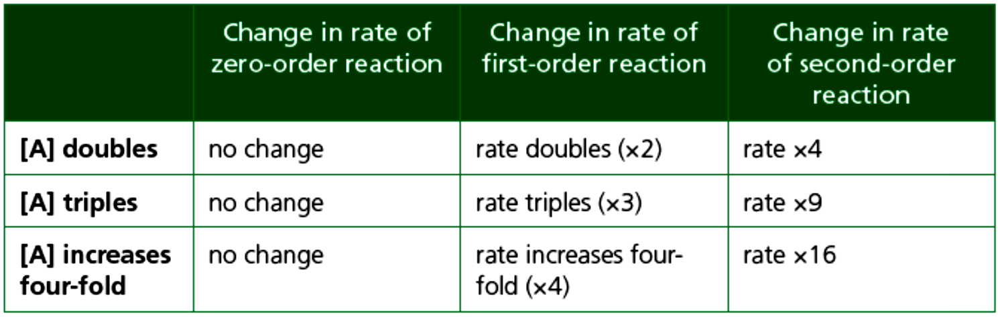 Change in rate of
zero-order reaction
Change in rate of
first-order reaction
Change in rate
of second-order
reaction
[A] doubles
no change
rate doubles (×2)
rate ×4
[A] triples
no change
rate triples (×3)
rate ×9
[A] increases
four-fold
no change
rate increases four-
fold (×4)
rate ×16